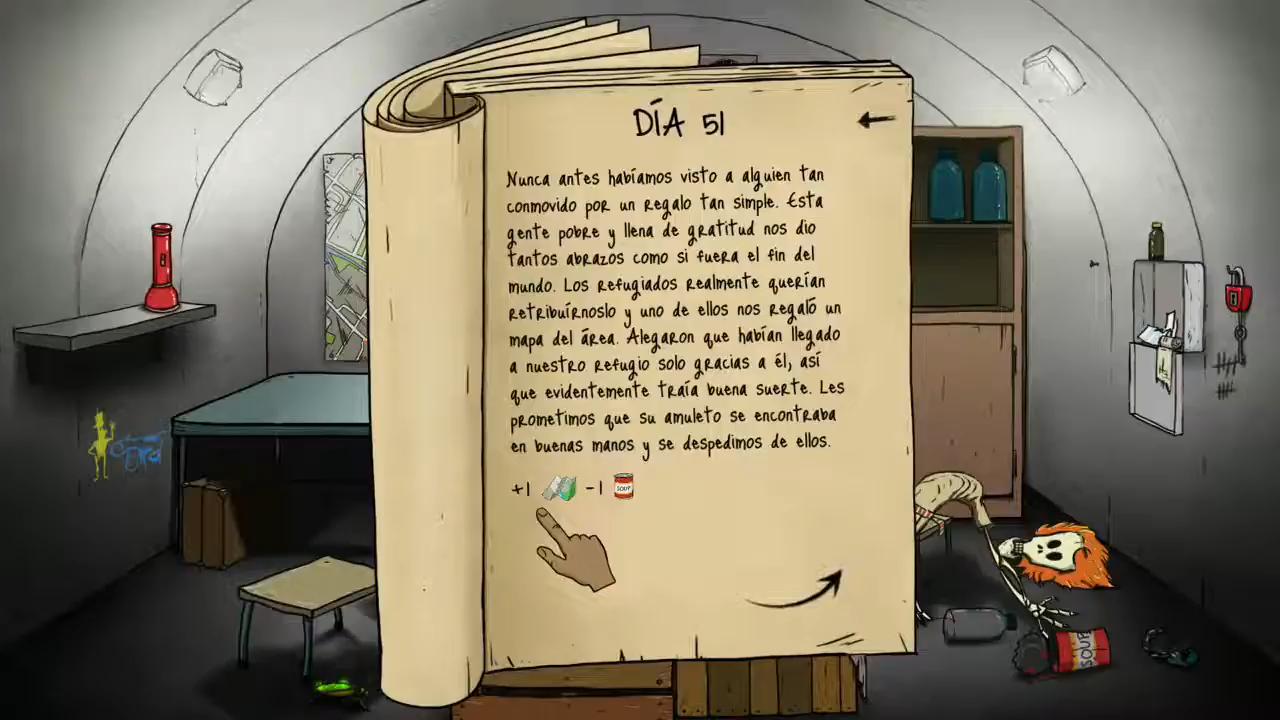 DÍA 51
Nunca antes habíamos visto a alguien tan
conmovido por un regalo tan simple. Esta
gente pobre y llena de gratitud nos dio
tantos abrazos como si fuera el fin del
mundo. Los refugiados realmente querían
retribuírnoslo y uno de ellos nos regaló un
mapa del área. Alegaron que habían llegado
a nuestro refugio solo gracias a él, así
que evidentemente traía buena suerte. Les
prometimos que su amuleto se encontraba
en buenas manos y se despedimos de ellos.
+1 -1 SOUP
SOUP